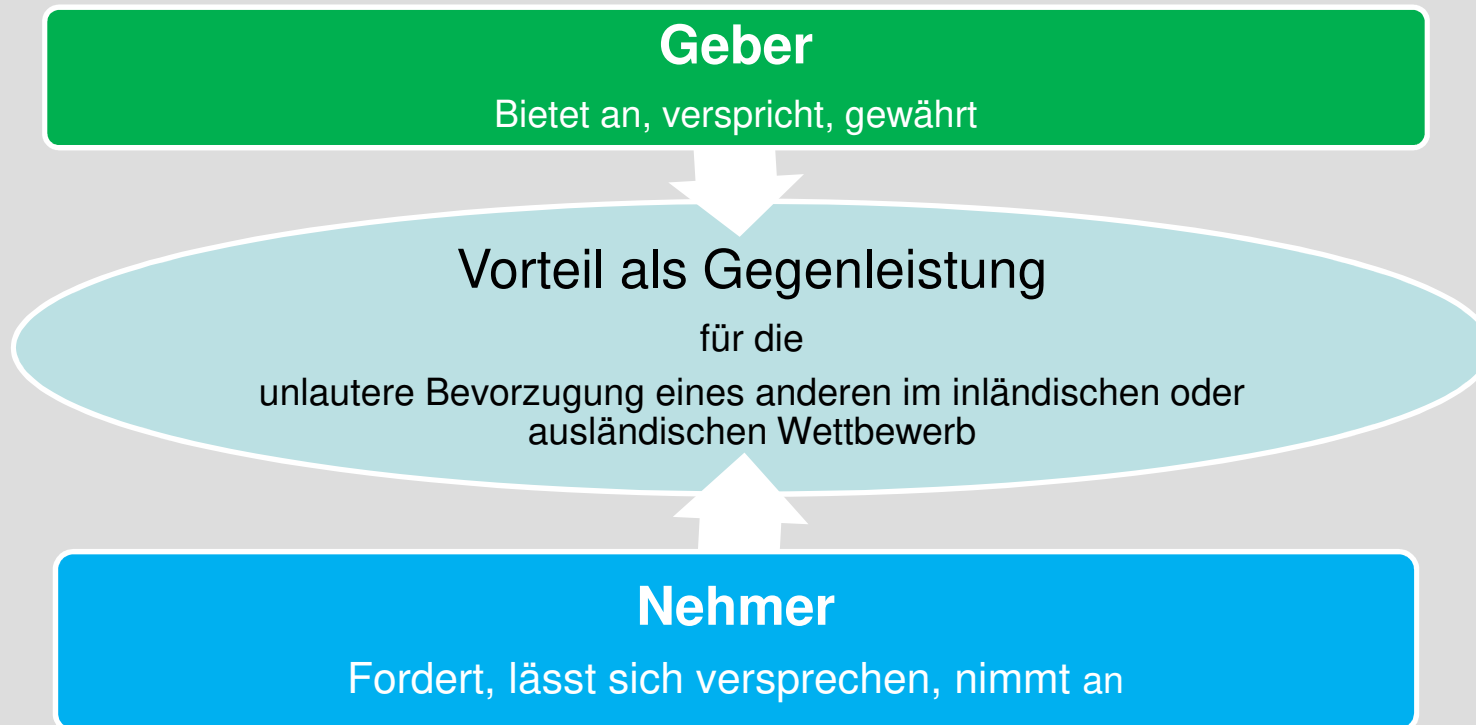 Geber
Bietet an, verspricht, gewährt
Vorteil als Gegenleistung
für die
unlautere Bevorzugung eines anderen im inländischen oder
ausländischen Wettbewerb
Nehmer
Fordert, lässt sich versprechen, nimmt an